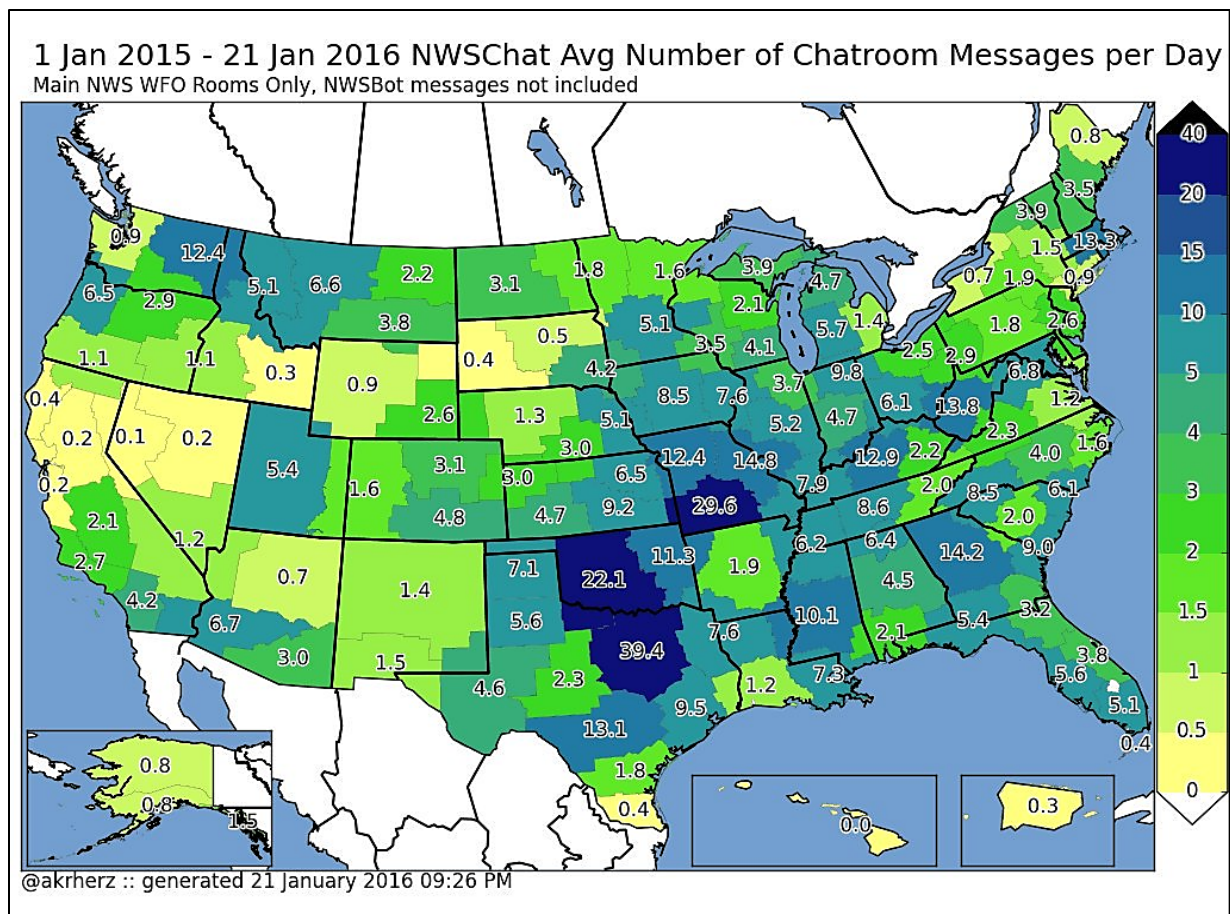 1 Jan 2015 - 21 Jan 2016 NWSChat Avg Number of Chatroom Messages per Day
Main NWS WFO Rooms Only, NWSBot messages not included
0.8
40
3.5
20
3.9
0.9 12.4 1.5 13.3
5.1 6.6 2.2 3.1 1.8 1.6 3.9 4.7 0.7 1.9 0.9
15
6.5 2.9 3.8 5.1 2.1 5.7 1.4 1.8 2.6
10
1.1 1.1 0.3 0.4 0.5 4.2 3.5 4.1 2.5 2.9
0.4 0.9 2.6 1.3 5.1 8.5 7.6 3.7 9.8 6.1 13.8 6.8 1.2
5
0.2 0.1 0.2 5.4 3.1 3.0 12.4 14.8 5.2 4.7 12.9 2.2 2.3 4.0 1.6
4
0.2 1.6 4.8 3.0 6.5 7.9 2.0
2.1 4.7 9.2 29.6 8.6 8.5 2.0 6.1
3
2.7 1.2 0.7 1.4 7.1 22.1 11.3 1.9 6.2 6.4 4.5 14.2 9.0
2
4.2 6.7 5.6 10.1 5.4 3.2
1.5
3.0 1.5 4.6 2.3 39.4 7.6 2.1 3.8
1
13.1 9.5 1.2 7.3 5.6 5.1
0.5
0.8 1.8 0.4
0
0.8 1.5 0.4 0.0 0.3
@akrherz :: generated 21 January 2016 09:26 PM